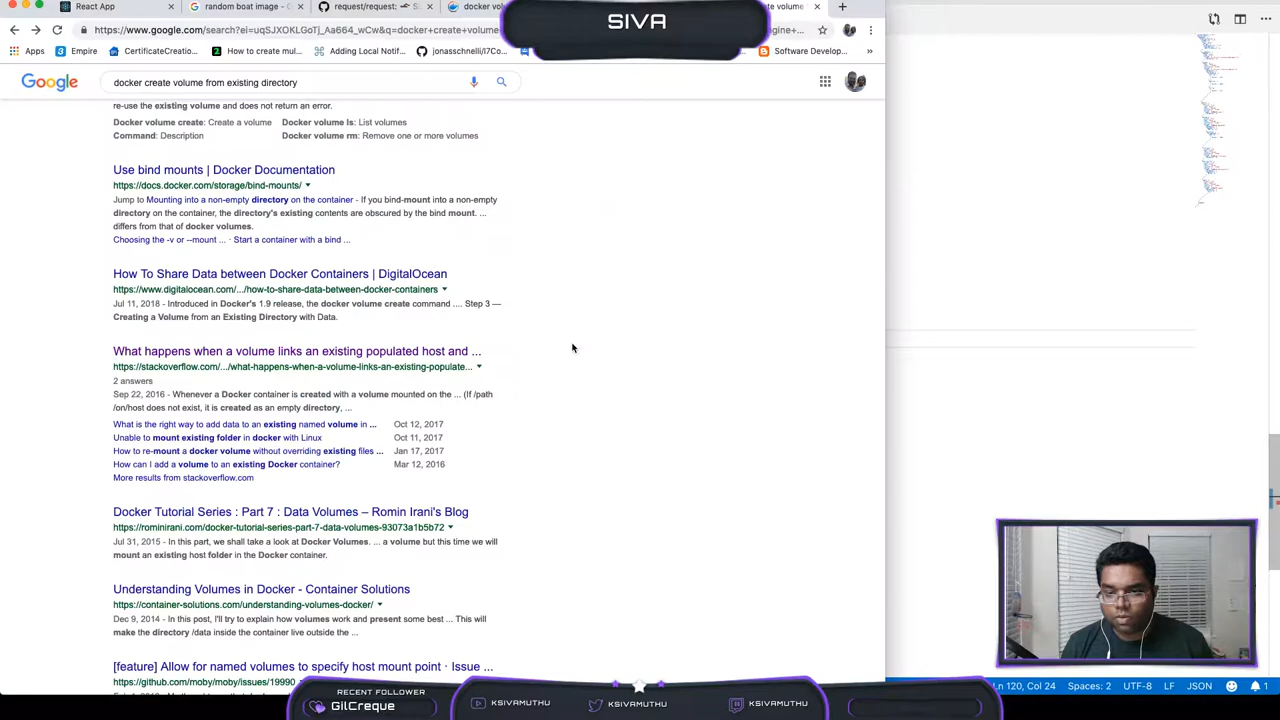 React App
random boat image - G
request/request:
docker vol
SIVA
https://www.google.com/search?ei=uqSJXOKLGoTj_Aa664_wCw&q=docker+create+volume
Apps
Empire
CertificateCreatio...
How to create mul...
Adding Local Notif...
jonasschnelli/I7Co...
Software Develop...
»
Google
docker create volume from existing directory
re-use the existing volume and does not return an error.
Docker volume create: Create a volume Docker volume ls: List volumes
Command: Description Docker volume rm: Remove one or more volumes
Use bind mounts | Docker Documentation
https://docs.docker.com/storage/bind-mounts/
Jump to Mounting into a non-empty directory on the container - If you bind-mount into a non-empty
directory on the container, the directory's existing contents are obscured by the bind mount. ...
differs from that of docker volumes.
Choosing the -v or --mount ... · Start a container with a bind ...
How To Share Data between Docker Containers | DigitalOcean
https://www.digitalocean.com/.../how-to-share-data-between-docker-containers
Jul 11, 2018 - Introduced in Docker's 1.9 release, the docker volume create command .... Step 3 —
Creating a Volume from an Existing Directory with Data.
What happens when a volume links an existing populated host and ...
https://stackoverflow.com/.../what-happens-when-a-volume-links-an-existing-populate...
2 answers
Sep 22, 2016 - Whenever a Docker container is created with a volume mounted on the ... (If /path
/on/host does not exist, it is created as an empty directory, ...
What is the right way to add data to an existing named volume in ... Oct 12, 2017
Unable to mount existing folder in docker with Linux Oct 11, 2017
How to re-mount a docker volume without overriding existing files ... Jan 17, 2017
How can I add a volume to an existing Docker container? Mar 12, 2016
More results from stackoverflow.com
Docker Tutorial Series : Part 7 : Data Volumes – Romin Irani's Blog
https://rominirani.com/docker-tutorial-series-part-7-data-volumes-93073a1b5b72
Jul 31, 2015 - In this part, we shall take a look at Docker Volumes. ... a volume but this time we will
mount an existing host folder in the Docker container.
Understanding Volumes in Docker - Container Solutions
https://container-solutions.com/understanding-volumes-docker/
Dec 9, 2014 - In this post, I'll try to explain how volumes work and present some best ... This will
make the directory /data inside the container live outside the ...
[feature] Allow for named volumes to specify host mount point · Issue ...
https://github.com/moby/moby/issues/19990
RECENT FOLLOWER
GilCreque
KSIVAMUTHU
KSIVAMUTHU
KSIVAMUTHU
Ln 120, Col 24
Spaces: 2
UTF-8
LF
JSON
1